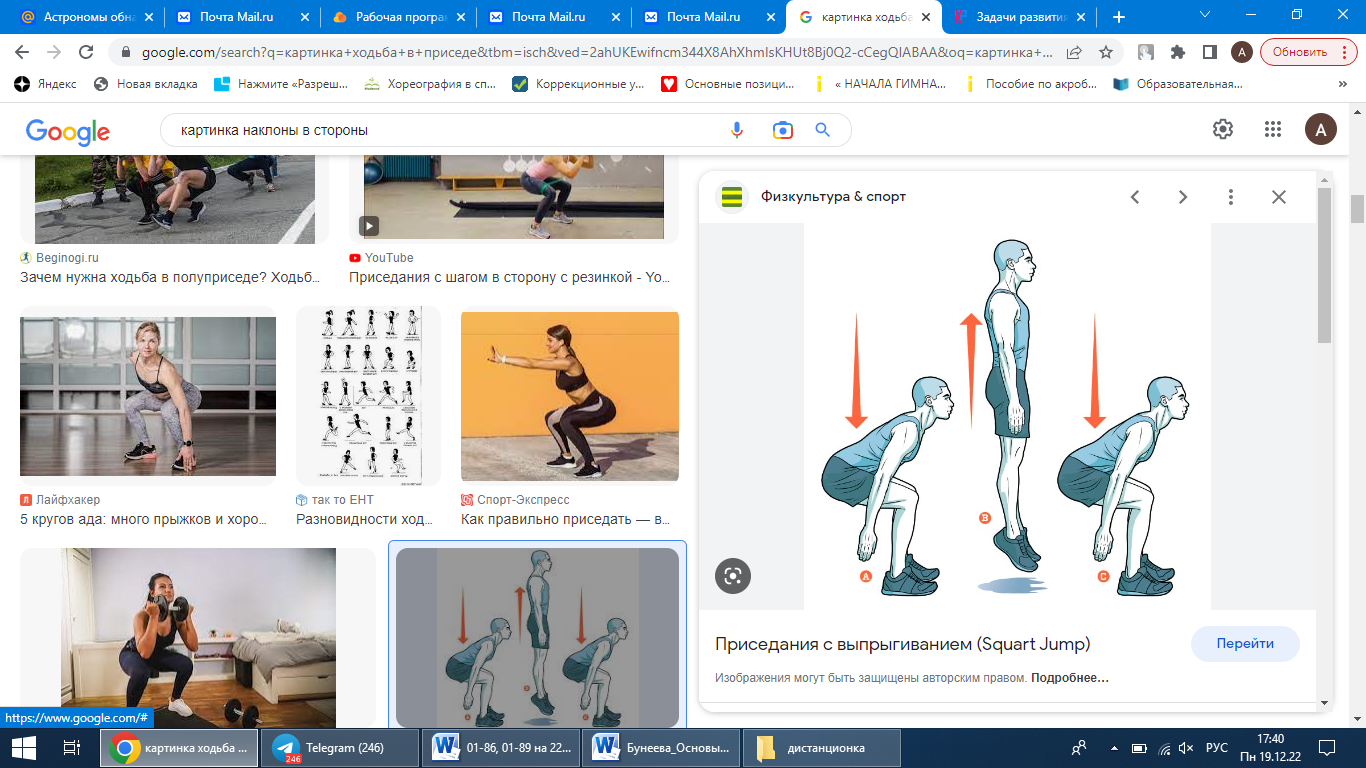 Астрономы обна
Почта Mail.ru
Рабочая програм
Почта Mail.ru
Почта Mail.ru
картинка ходьба
Задачи развития
google.com/search?q=картинка+ходьба+в+приседе&tbm=isch&ved=2ahUKEwifncm344X8AhXhmIsKHUt8Bj0Q2-cCegQIABAA&oq=картинка+...
A
Обновить
Яндекс
Новая вкладка
Нажмите «Разреш...
Хореография в сп...
Коррекционные у...
Основные позици...
« НАЧАЛА ГИМНА...
Пособие по акроб...
Образовательная...
»
Google
картинка наклоны в стороны
A
Beginogi.ru
Зачем нужна ходьба в полуприседе? Ходьб...
YouTube
Приседания с шагом в сторону с резинкой - Yo...
Лайфхакер
5 кругов ада: много прыжков и хоро...
так то ЕНТ
Разновидности ход...
Спорт-Экспресс
Как правильно приседать — в...
Физкультура & спорт
A
B
C
Приседания с выпрыгиванием (Squart Jump)
Перейти
Изображения могут быть защищены авторским правом. Подробнее...
https://www.google.com/#
картинка ходьба ...
246
Telegram (246)
01-86, 01-89 на 22...
Бунеева_Основы...
дистанционка
РУС
17:40
Пн 19.12.22